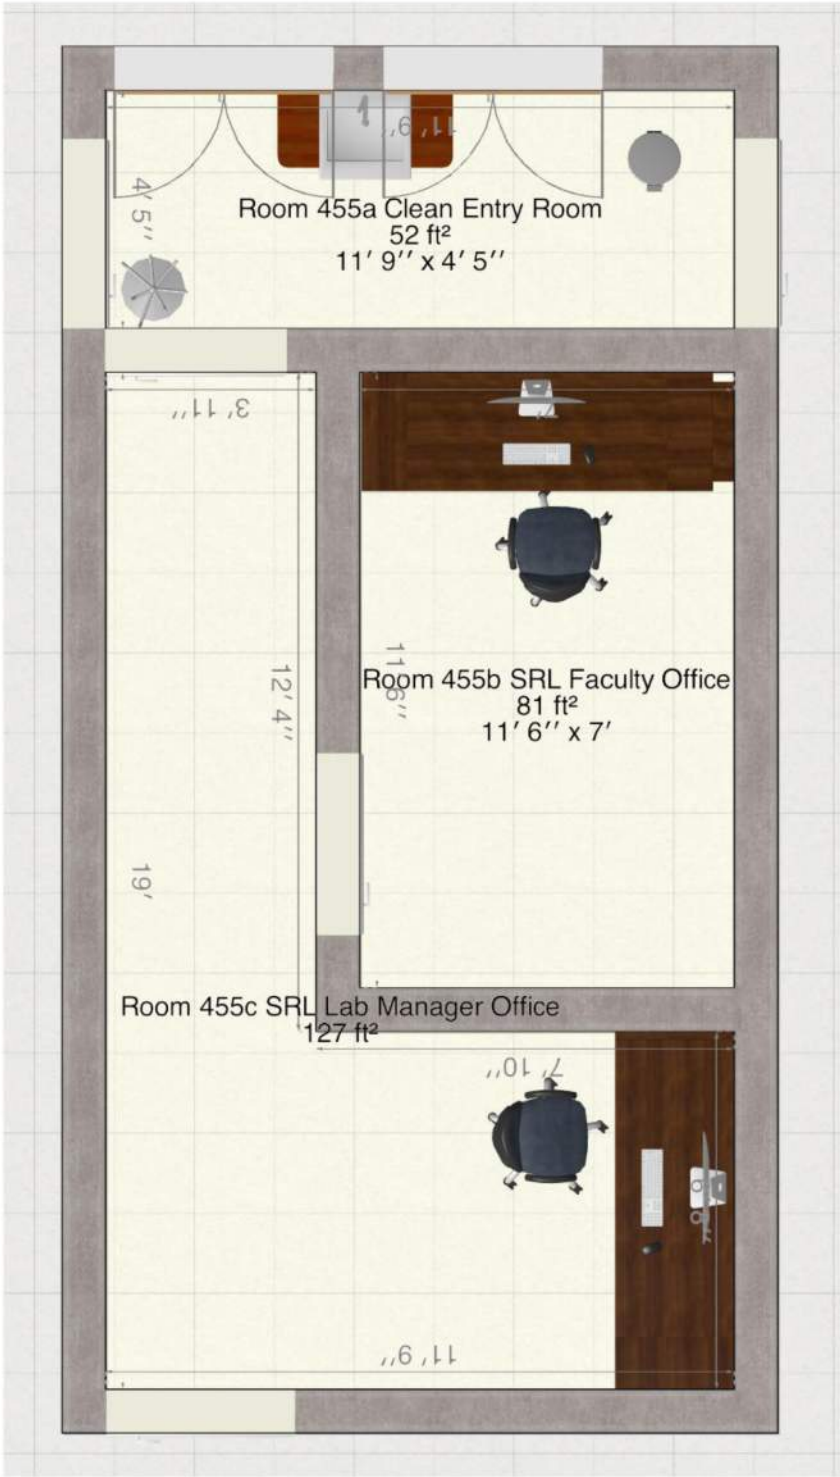 11' 9''
4' 5''
Room 455a Clean Entry Room
52 ft²
11' 9'' x 4' 5''
3' 11''
7'
12' 4''
11' 6''
Room 455b SRL Faculty Office
81 ft²
11' 6'' x 7'
19'
Room 455c SRL Lab Manager Office
127 ft²
7' 10''
11' 9''